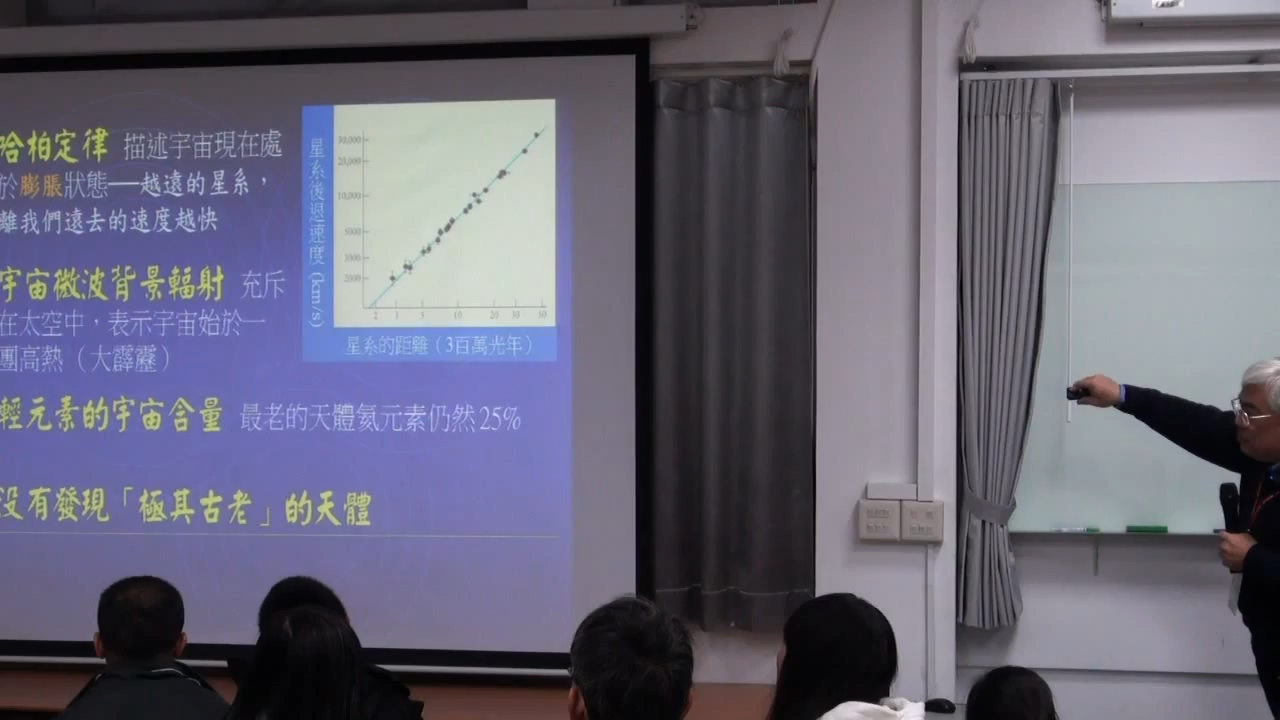 哈柏定律 描述宇宙現在處
於膨脹狀態──越遠的星系，
離我們遠去的速度越快
宇宙微波背景輻射 充斥
在太空中，表示宇宙始於一
團高熱（大霹靂）
輕元素的宇宙含量 最老的天體氦元素仍然25%
沒有發現「極其古老」的天體
星系後退速度 (km/s)
30,000
20,000
10,000
5000
3000
2000
2 3 5 10 20 30 50
星系的距離（3百萬光年）